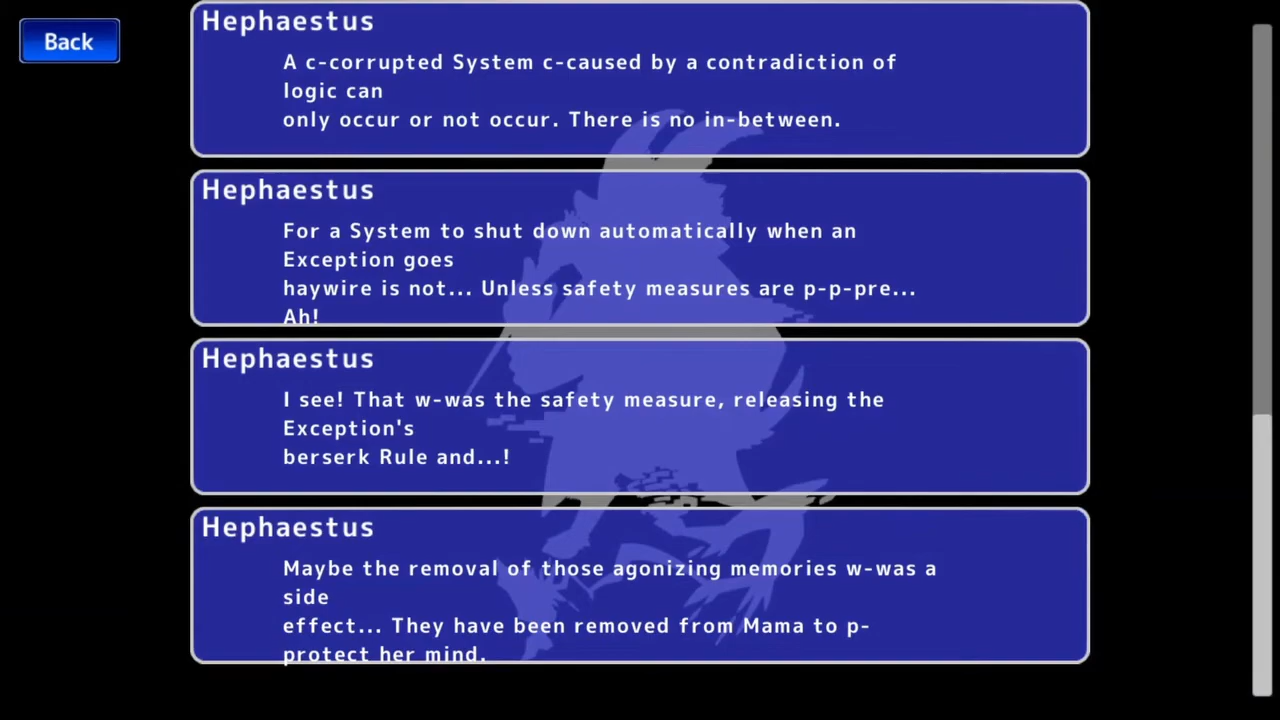 Back
Hephaestus
A c-corrupted System c-caused by a contradiction of
logic can
only occur or not occur. There is no in-between.
Hephaestus
For a System to shut down automatically when an
Exception goes
haywire is not... Unless safety measures are p-p-pre...
Ah!
Hephaestus
I see! That w-was the safety measure, releasing the
Exception's
berserk Rule and...!
Hephaestus
Maybe the removal of those agonizing memories w-was a
side
effect... They have been removed from Mama to p-
protect her mind.